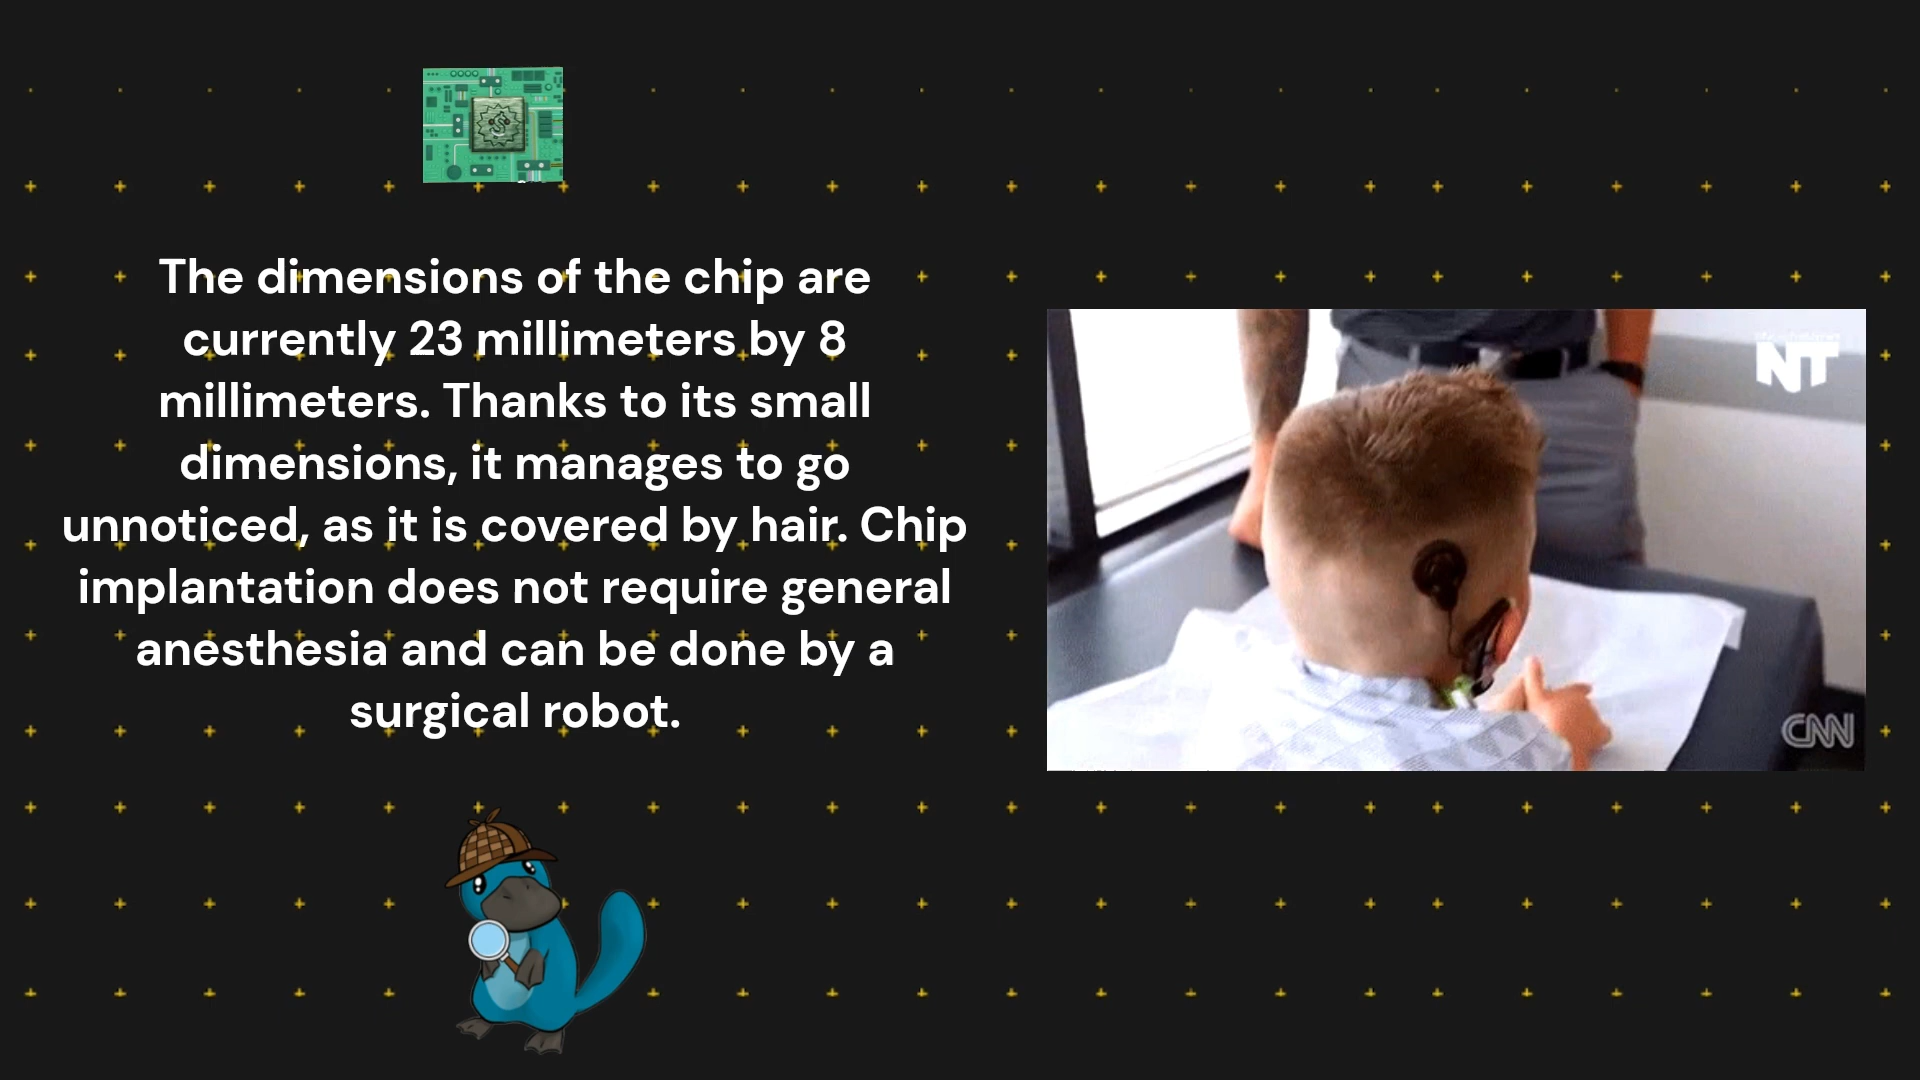 The dimensions of the chip are
currently 23 millimeters by 8
millimeters. Thanks to its small
dimensions, it manages to go
unnoticed, as it is covered by hair. Chip
implantation does not require general
anesthesia and can be done by a
surgical robot.
NT
CNN